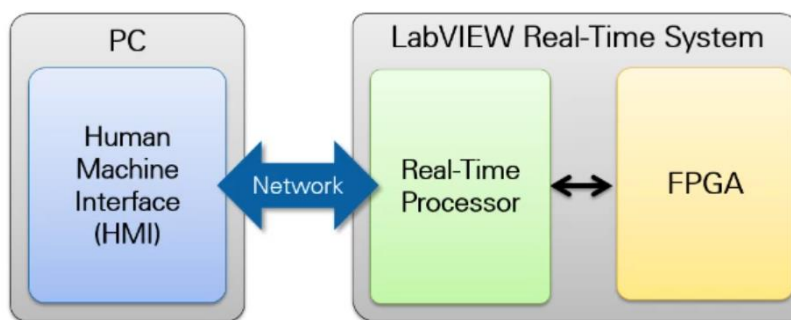 PC
Human
Machine
Interface
(HMI)
Network
LabVIEW Real-Time System
Real-Time
Processor
FPGA